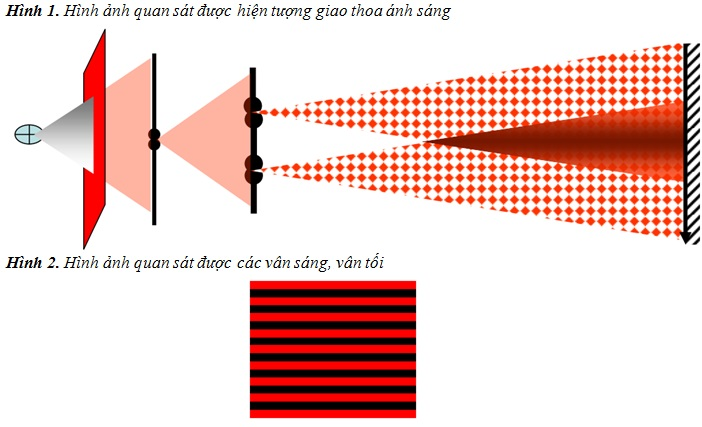 Hình 1. Hình ảnh quan sát được hiện tượng giao thoa ánh sáng
Hình 2. Hình ảnh quan sát được các vân sáng, vân tối